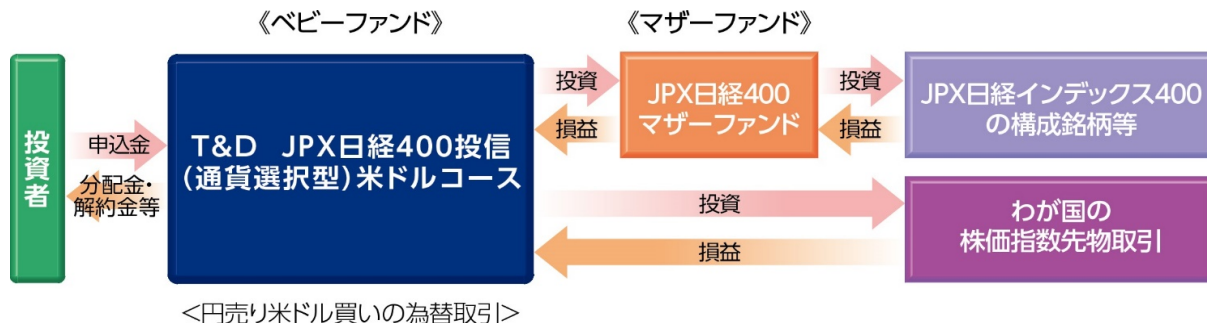 《ベビーファンド》
《マザーファンド》
投資者
申込金
分配金・
解約金等
T&D JPX日経400投信
(通貨選択型)米ドルコース
投資
損益
JPX日経400
マザーファンド
投資
損益
JPX日経インデックス400
の構成銘柄等
投資
損益
わが国の
株価指数先物取引
<円売り米ドル買いの為替取引>